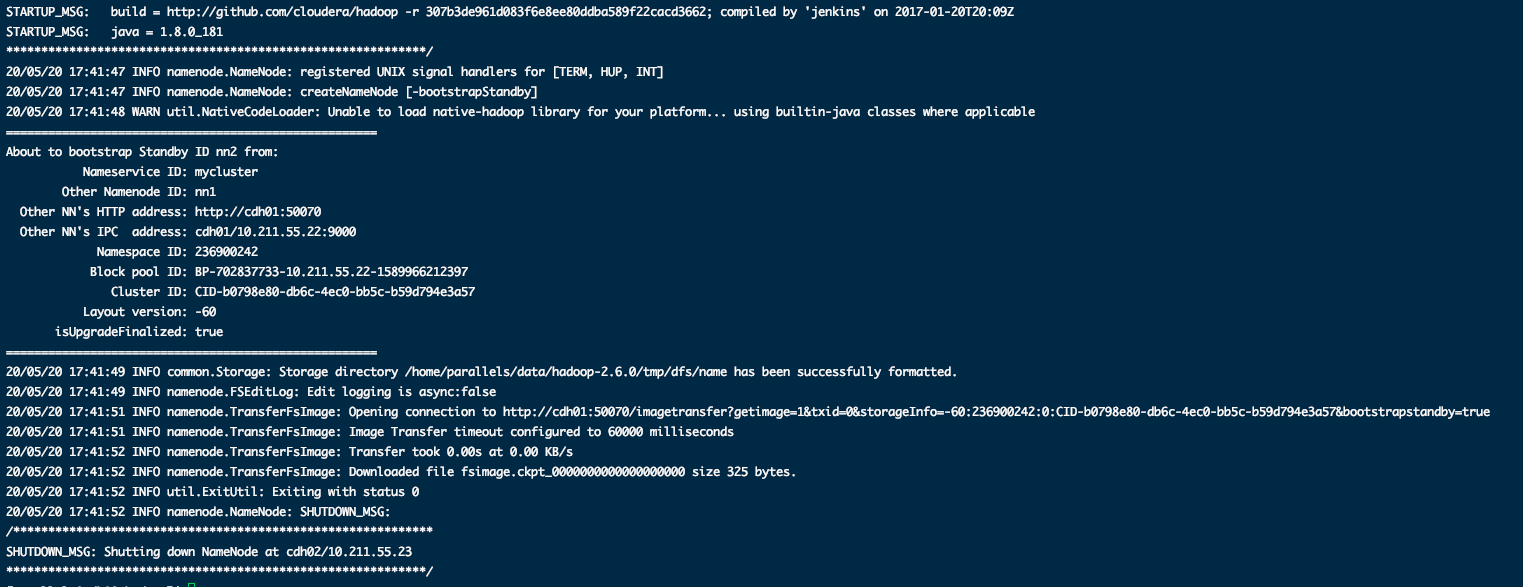 STARTUP_MSG:   build = http://github.com/cloudera/hadoop -r 307b3de961d083f6e8ee80ddba589f22cacd3662; compiled by 'jenkins' on 2017-01-20T20:09Z
STARTUP_MSG:   java = 1.8.0_181
************************************************************/
20/05/20 17:41:47 INFO namenode.NameNode: registered UNIX signal handlers for [TERM, HUP, INT]
20/05/20 17:41:47 INFO namenode.NameNode: createNameNode [-bootstrapStandby]
20/05/20 17:41:48 WARN util.NativeCodeLoader: Unable to load native-hadoop library for your platform... using builtin-java classes where applicable
=====================================================
About to bootstrap Standby ID nn2 from:
           Nameservice ID: mycluster
        Other Namenode ID: nn1
  Other NN's HTTP address: http://cdh01:50070
  Other NN's IPC  address: cdh01/10.211.55.22:9000
             Namespace ID: 236900242
            Block pool ID: BP-702837733-10.211.55.22-1589966212397
               Cluster ID: CID-b0798e80-db6c-4ec0-bb5c-b59d794e3a57
           Layout version: -60
       isUpgradeFinalized: true
=====================================================
20/05/20 17:41:49 INFO common.Storage: Storage directory /home/parallels/data/hadoop-2.6.0/tmp/dfs/name has been successfully formatted.
20/05/20 17:41:49 INFO namenode.FSEditLog: Edit logging is async:false
20/05/20 17:41:51 INFO namenode.TransferFsImage: Opening connection to http://cdh01:50070/imagetransfer?getimage=1&txid=0&storageInfo=-60:236900242:0:CID-b0798e80-db6c-4ec0-bb5c-b59d794e3a57&bootstrapstandby=true
20/05/20 17:41:51 INFO namenode.TransferFsImage: Image Transfer timeout configured to 60000 milliseconds
20/05/20 17:41:52 INFO namenode.TransferFsImage: Transfer took 0.00s at 0.00 KB/s
20/05/20 17:41:52 INFO namenode.TransferFsImage: Downloaded file fsimage.ckpt_0000000000000000000 size 325 bytes.
20/05/20 17:41:52 INFO util.ExitUtil: Exiting with status 0
20/05/20 17:41:52 INFO namenode.NameNode: SHUTDOWN_MSG:
/************************************************************
SHUTDOWN_MSG: Shutting down NameNode at cdh02/10.211.55.23
************************************************************/